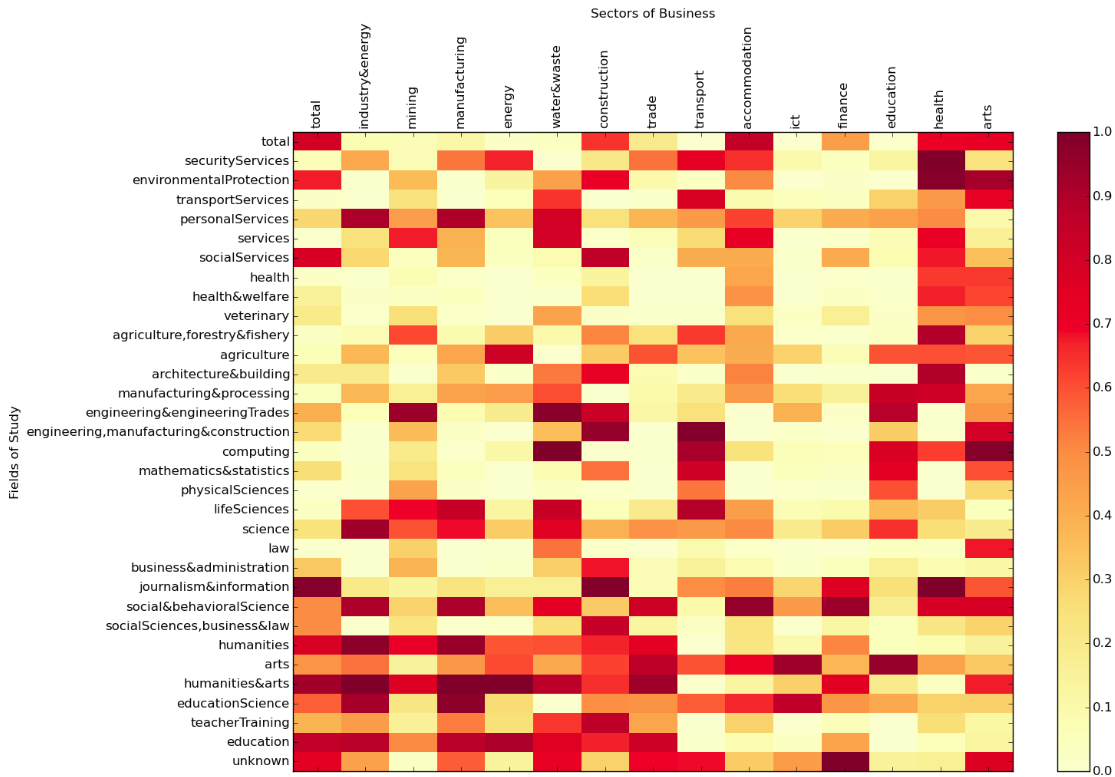 Sectors of Business
total
industry&energy
mining
manufacturing
energy
water&waste
construction
trade
transport
accommodation
ict
finance
education
health
arts
Fields of Study
total
securityServices
environmentalProtection
transportServices
personalServices
services
socialServices
health
health&welfare
veterinary
agriculture,forestry&fishery
agriculture
architecture&building
manufacturing&processing
engineering&engineeringTrades
engineering,manufacturing&construction
computing
mathematics&statistics
physicalSciences
lifeSciences
science
law
business&administration
journalism&information
social&behavioralScience
socialSciences,business&law
humanities
arts
humanities&arts
educationScience
teacherTraining
education
unknown
1.0
0.9
0.8
0.7
0.6
0.5
0.4
0.3
0.2
0.1
0.0